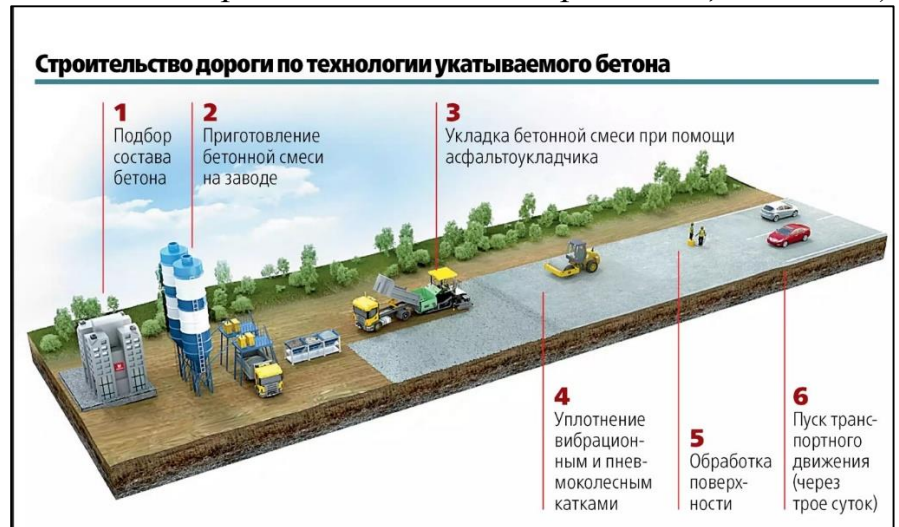 Строительство дороги по технологии укатываемого бетона
1
Подбор
состава
бетона
2
Приготовление
бетонной смеси
на заводе
3
Укладка бетонной смеси при помощи
асфальтоукладчика
4
Уплотнение
вибрацион-
ным и пнев-
моколесным
катками
5
Обработка
поверх-
ности
6
Пуск транс-
портного
движения
(через
трое суток)